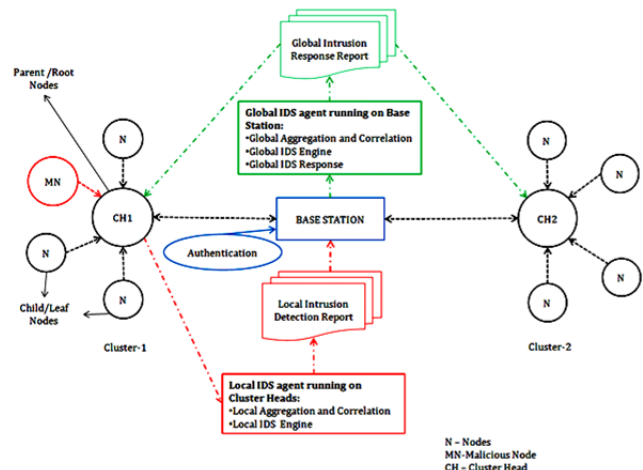 Global Intrusion
Response Report
Parent /Root
Nodes
N
Global IDS agent running on Base
Station:
•Global Aggregation and Correlation
•Global IDS Engine
•Global IDS Response
N
N
MN
CH1
BASE STATION
CH2
Authentication
N
N
Local Intrusion
Detection Report
N
N
Child/Leaf
Nodes
Cluster-1
Cluster-2
Local IDS agent running on
Cluster Heads:
•Local Aggregation and Correlation
•Local IDS Engine
N – Nodes
MN-Malicious Node
CH – Cluster Head